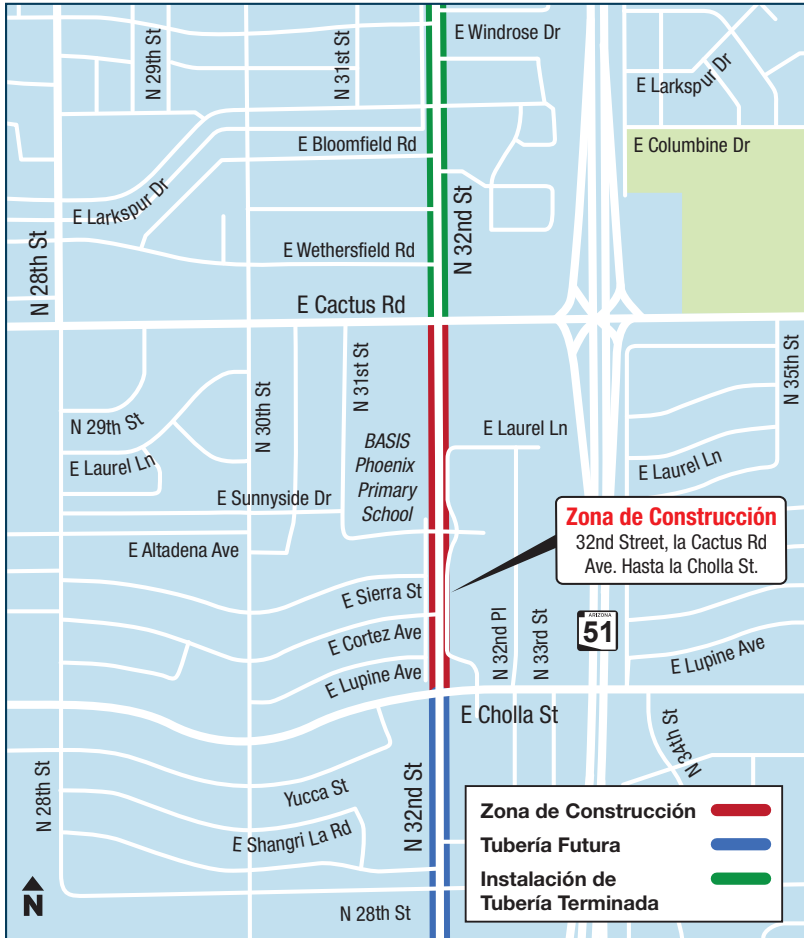 E Windrose Dr
N 29th St
N 31st St
E Larkspur Dr
E Bloomfield Rd
E Columbine Dr
E Larkspur Dr
N 28th St
N 32nd St
E Wethersfield Rd
E Cactus Rd
N 31st St
N 35th St
N 29th St
N 30th St
BASIS
Phoenix
Primary
School
E Laurel Ln
E Laurel Ln
E Laurel Ln
E Sunnyside Dr
E Altadena Ave
Zona de Construcción
32nd Street, la Cactus Rd
Ave. Hasta la Cholla St.
E Sierra St
E Cortez Ave
E Lupine Ave
N 32nd Pl
N 33rd St
ARIZONA
51
E Lupine Ave
E Cholla St
N 34th St
N 28th St
Yucca St
N 32nd St
E Shangri La Rd
N 28th St
N
Zona de Construcción
Tubería Futura
Instalación de
Tubería Terminada